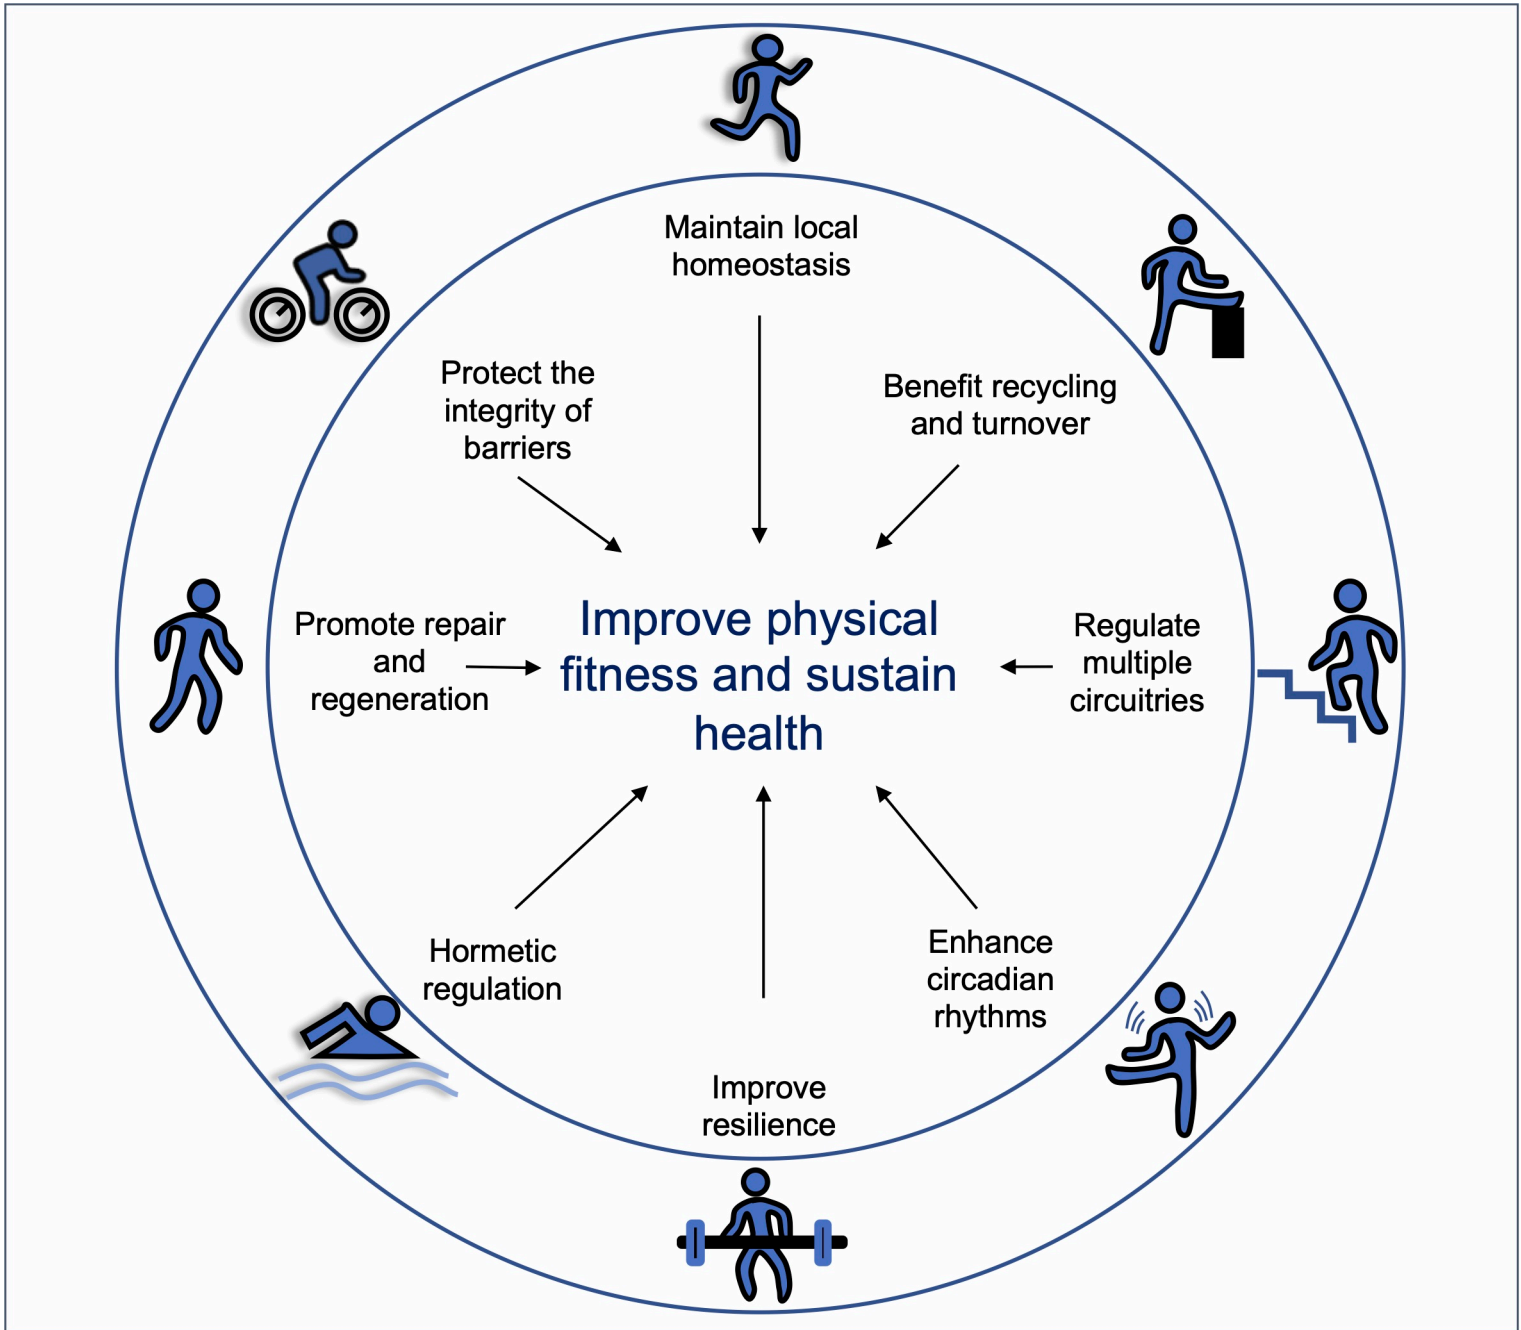 Maintain local
homeostasis
Protect the
integrity of
barriers
Benefit recycling
and turnover
Promote repair
and
regeneration
Improve physical
fitness and sustain
health
Regulate
multiple
circuitries
Hormetic
regulation
Enhance
circadian
rhythms
Improve
resilience